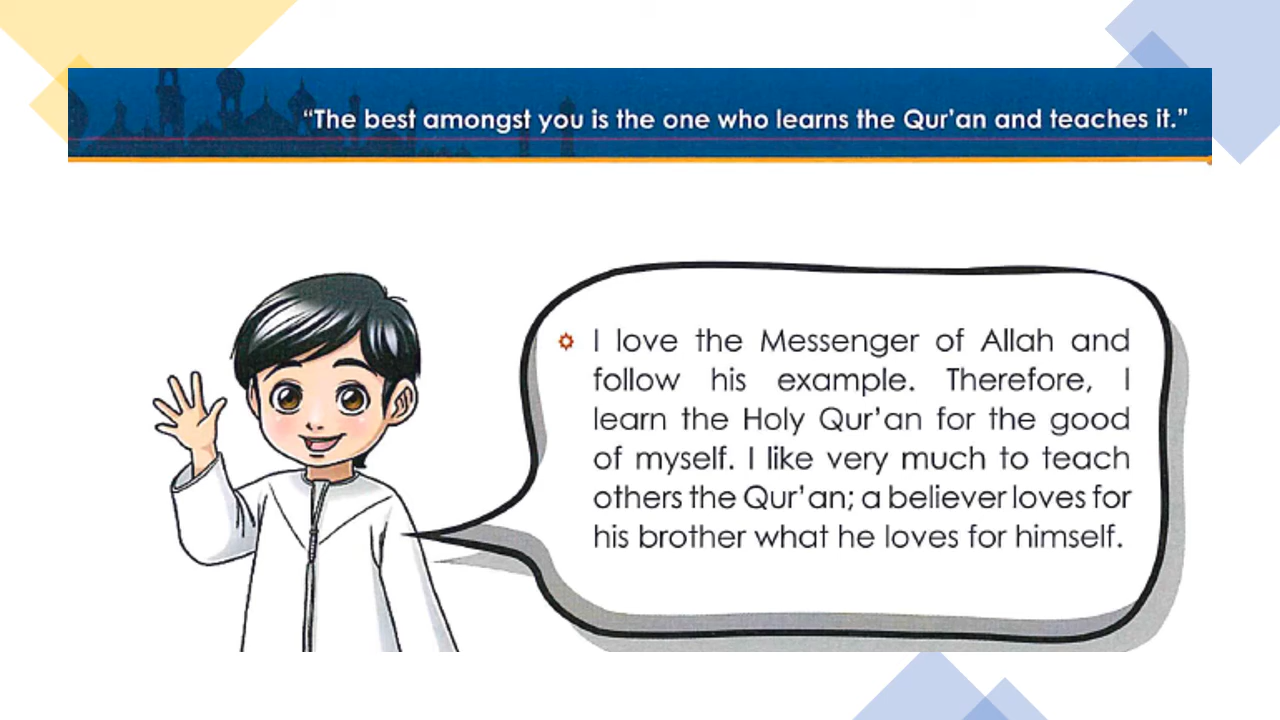 “The best amongst you is the one who learns the Qur’an and teaches it.”
I love the Messenger of Allah and
follow his example. Therefore, I
learn the Holy Qur’an for the good
of myself. I like very much to teach
others the Qur’an; a believer loves for
his brother what he loves for himself.